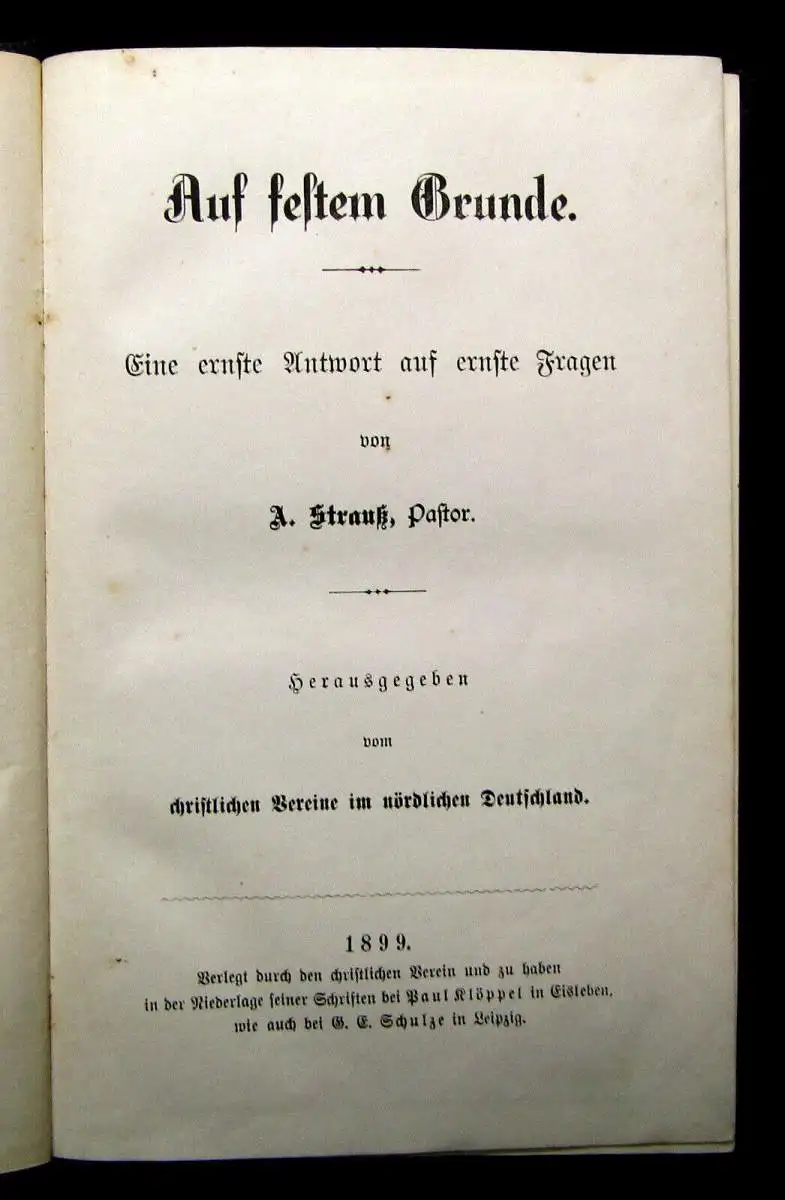 Auf festem Grunde.
Eine ernste Antwort auf ernste Fragen
von
A. Strauß, Pastor.
Herausgegeben
vom
christlichen Vereine im nördlichen Deutschland.
1899.
Verlegt durch den christlichen Verein und zu haben
in der Niederlage seiner Schriften bei Paul Klöppel in Eisleben,
wie auch bei G. E. Schulze in Leipzig.